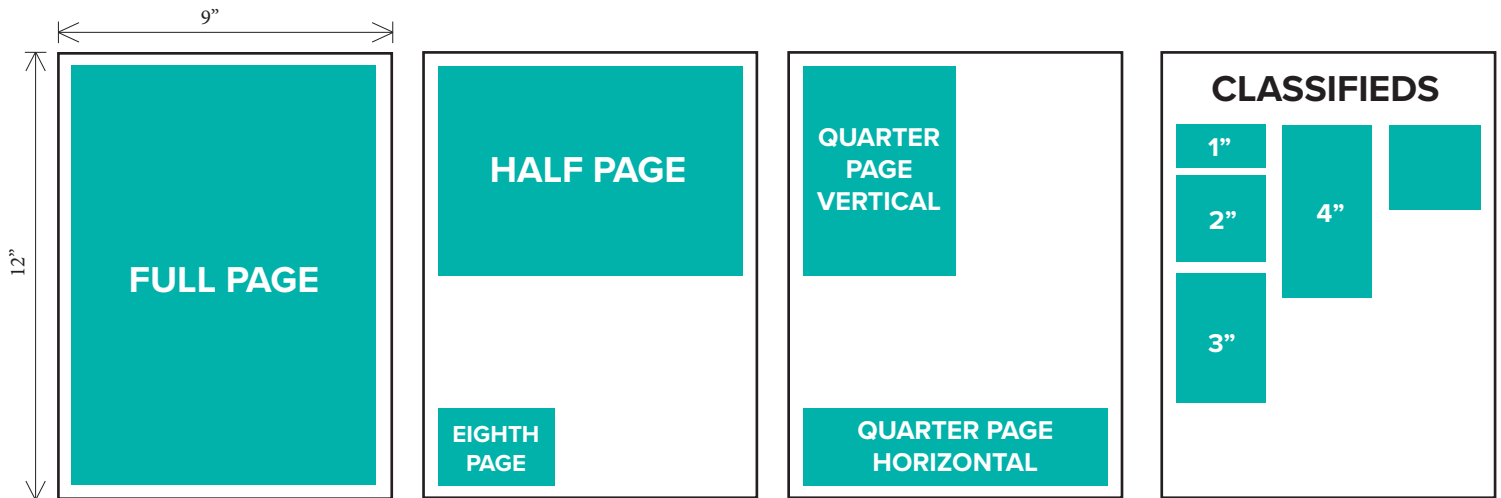 9”
12”
FULL PAGE
HALF PAGE
EIGHTH
PAGE
QUARTER
PAGE
VERTICAL
QUARTER PAGE
HORIZONTAL
CLASSIFIEDS
1”
2”
3”
4”